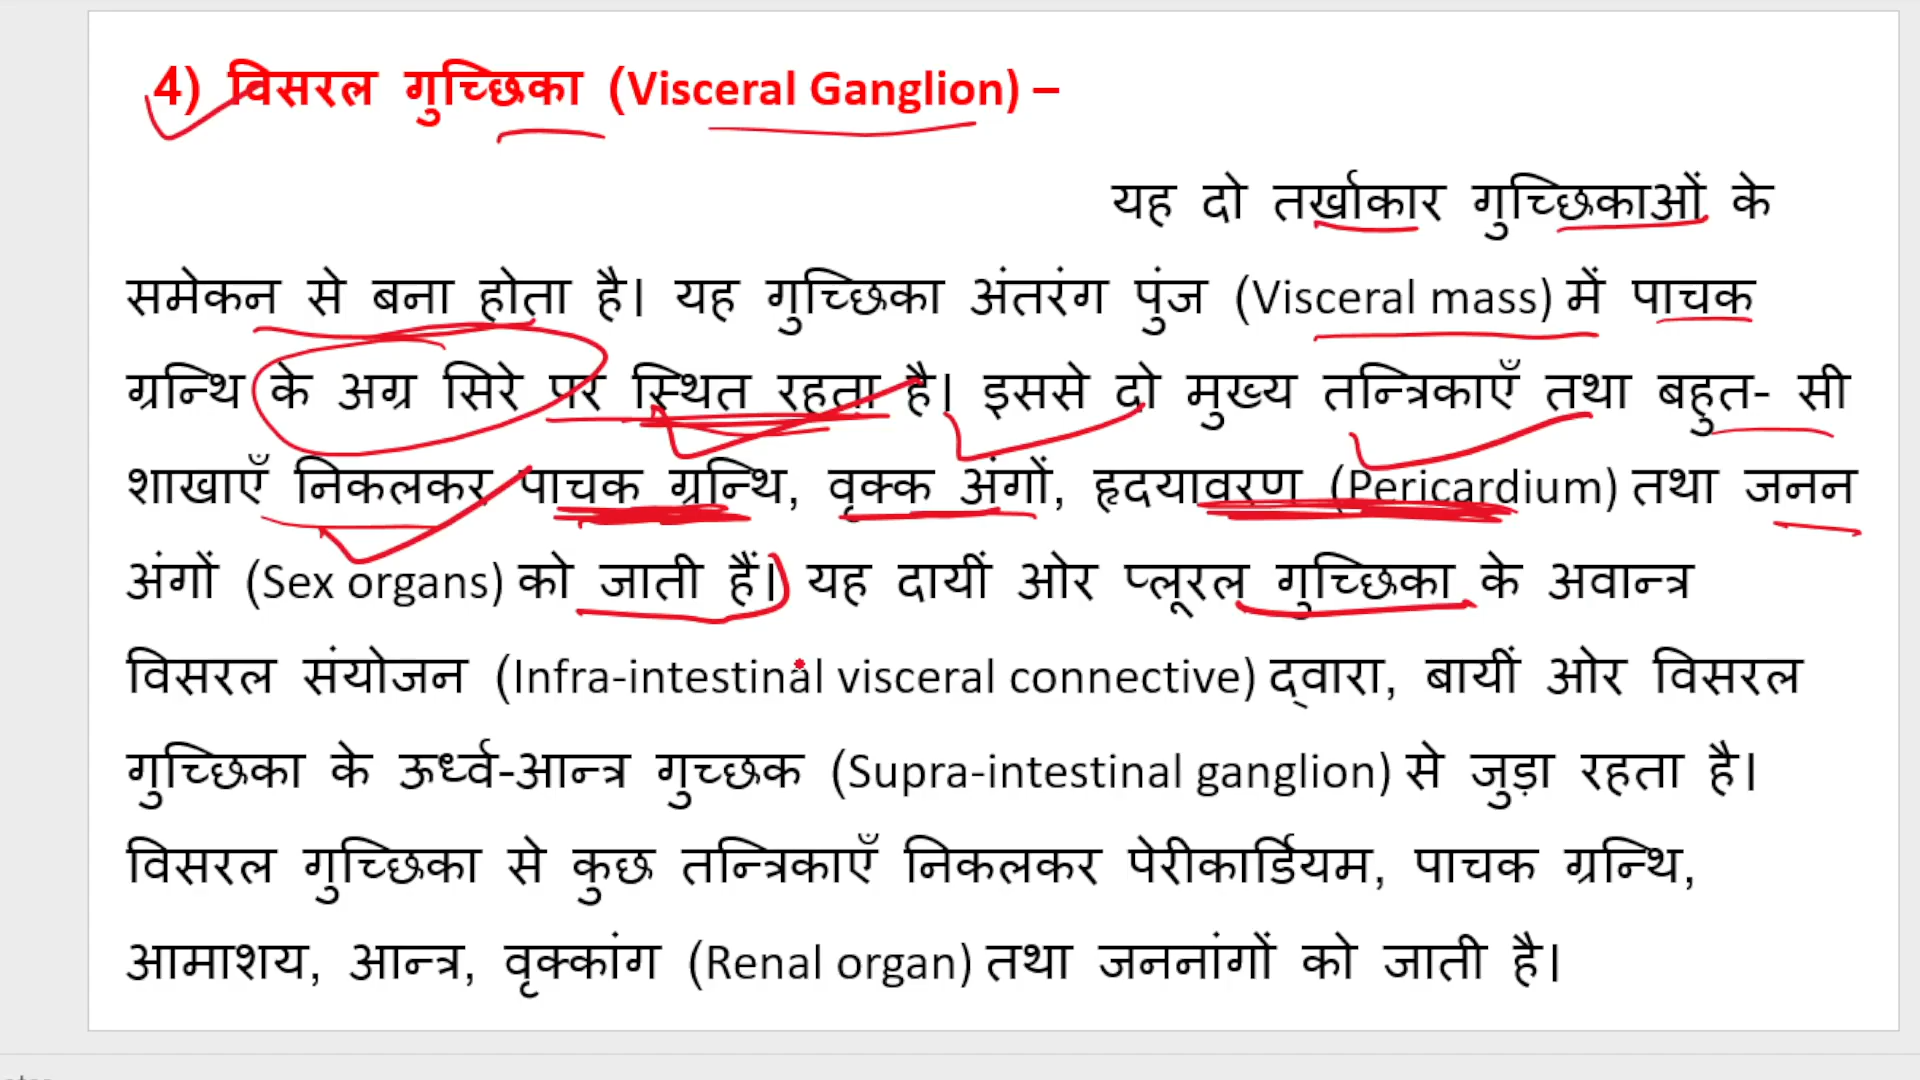 4) विसरल गुच्छिका (Visceral Ganglion) –
यह दो तर्खाकार गुच्छिकाओं के
समेकन से बना होता है। यह गुच्छिका अंतरंग पुंज (Visceral mass) में पाचक
ग्रन्थि के अग्र सिरे पर स्थित रहता है। इससे दो मुख्य तन्त्रिकाएँ तथा बहुत- सी
शाखाएँ निकलकर पाचक ग्रन्थि, वृक्क अंगों, हृदयावरण (Pericardium) तथा जनन
अंगों (Sex organs) को जाती हैं। यह दायीं ओर प्लूरल गुच्छिका के अवान्त्र
विसरल संयोजन (Infra-intestinal visceral connective) द्वारा, बायीं ओर विसरल
गुच्छिका के ऊर्ध्व-आन्त्र गुच्छक (Supra-intestinal ganglion) से जुड़ा रहता है।
विसरल गुच्छिका से कुछ तन्त्रिकाएँ निकलकर पेरीकार्डियम, पाचक ग्रन्थि,
आमाशय, आन्त्र, वृक्कांग (Renal organ) तथा जननांगों को जाती है।